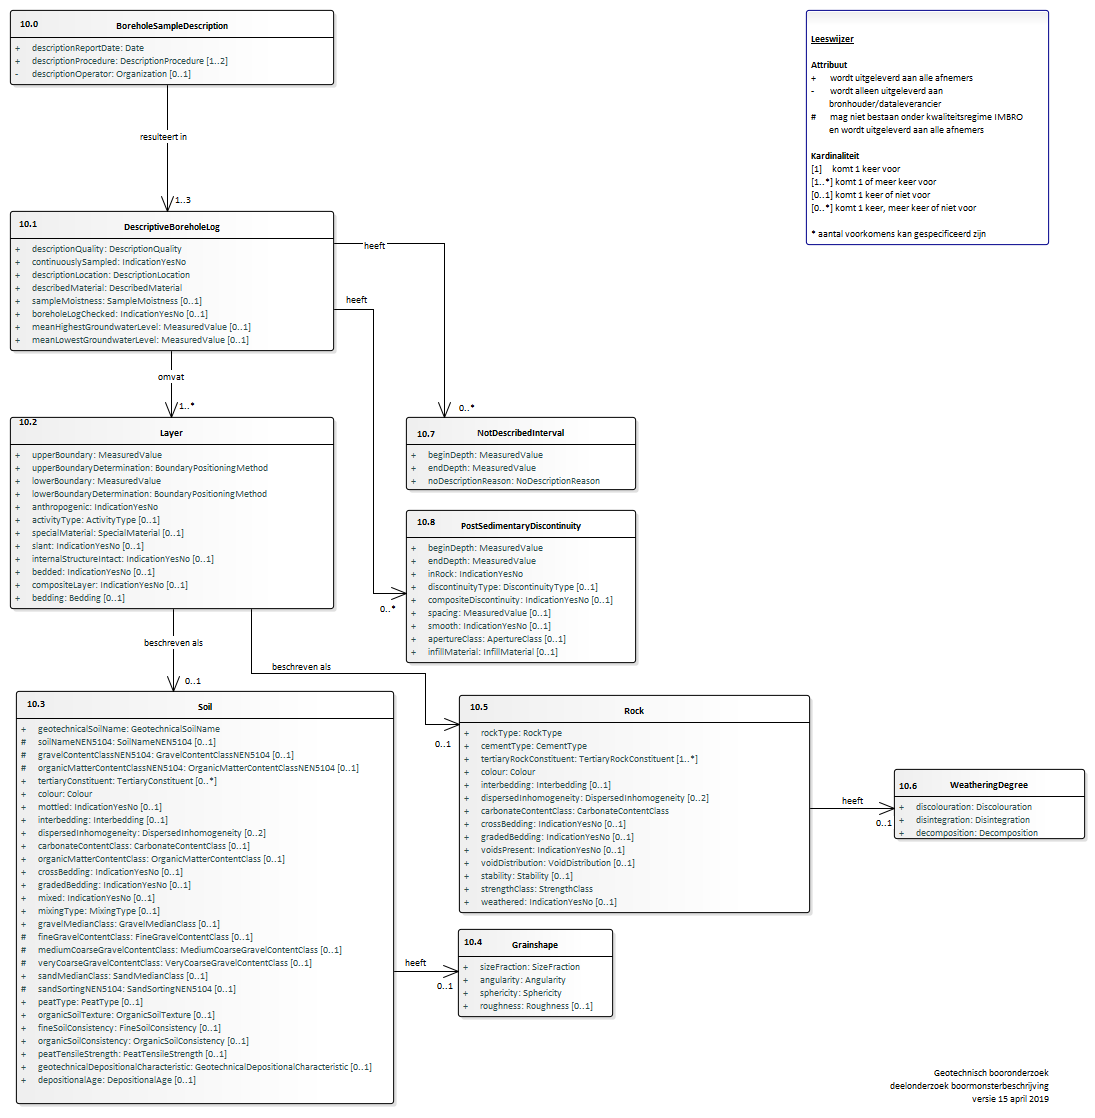 10.0 BoreholeSampleDescription
+ descriptionReportDate: Date
+ descriptionProcedure: DescriptionProcedure [1..2]
- descriptionOperator: Organization [0..1]
Leeswijzer
Attribuut
+ wordt uitgeleverd aan alle afnemers
- wordt alleen uitgeleverd aan
bronhouder/dataleverancier
# mag niet bestaan onder kwaliteitsregime IMBRO
en wordt uitgeleverd aan alle afnemers
Kardinaliteit
[1] komt 1 keer voor
[1..*] komt 1 of meer keer voor
[0..1] komt 1 keer of niet voor
[0..*] komt 1 keer, meer keer of niet voor
* aantal voorkomens kan gespecificeerd zijn
resulteert in
1..3
10.1 DescriptiveBoreholeLog
+ descriptionQuality: DescriptionQuality
+ continuouslySampled: IndicationYesNo
+ descriptionLocation: DescriptionLocation
+ describedMaterial: DescribedMaterial
+ sampleMoistness: SampleMoistness [0..1]
+ boreholeLogChecked: IndicationYesNo [0..1]
+ meanHighestGroundwaterLevel: MeasuredValue [0..1]
+ meanLowestGroundwaterLevel: MeasuredValue [0..1]
heeft
heeft
omvat
1..*
0..*
10.2
Layer
+ upperBoundary: MeasuredValue
+ upperBoundaryDetermination: BoundaryPositioningMethod
+ lowerBoundary: MeasuredValue
+ lowerBoundaryDetermination: BoundaryPositioningMethod
+ anthropogenic: IndicationYesNo
+ activityType: ActivityType [0..1]
+ specialMaterial: SpecialMaterial [0..1]
+ slant: IndicationYesNo [0..1]
+ internalStructureIntact: IndicationYesNo [0..1]
+ bedded: IndicationYesNo [0..1]
+ compositeLayer: IndicationYesNo [0..1]
+ bedding: Bedding [0..1]
10.7 NotDescribedInterval
+ beginDepth: MeasuredValue
+ endDepth: MeasuredValue
+ noDescriptionReason: NoDescriptionReason
10.8 PostSedimentaryDiscontinuity
+ beginDepth: MeasuredValue
+ endDepth: MeasuredValue
+ inRock: IndicationYesNo
+ discontinuityType: DiscontinuityType [0..1]
+ compositeDiscontinuity: IndicationYesNo [0..1]
+ spacing: MeasuredValue [0..1]
+ smooth: IndicationYesNo [0..1]
+ apertureClass: ApertureClass [0..1]
+ infillMaterial: InfillMaterial [0..1]
0..*
beschreven als
0..1
beschreven als
0..1
10.3 Soil
+ geotechnicalSoilName: GeotechnicalSoilName
# soilNameNEN5104: SoilNameNEN5104 [0..1]
# gravelContentClassNEN5104: GravelContentClassNEN5104 [0..1]
# organicMatterContentClassNEN5104: OrganicMatterContentClassNEN5104 [0..1]
+ tertiaryConstituent: TertiaryConstituent [0..*]
+ colour: Colour
+ mottled: IndicationYesNo [0..1]
+ interbedding: Interbedding [0..1]
+ dispersedInhomogeneity: DispersedInhomogeneity [0..2]
+ carbonateContentClass: CarbonateContentClass [0..1]
+ organicMatterContentClass: OrganicMatterContentClass [0..1]
+ crossBedding: IndicationYesNo [0..1]
+ gradedBedding: IndicationYesNo [0..1]
+ mixed: IndicationYesNo [0..1]
+ mixingType: MixingType [0..1]
+ gravelMedianClass: GravelMedianClass [0..1]
# fineGravelContentClass: FineGravelContentClass [0..1]
# mediumCoarseGravelContentClass: MediumCoarseGravelContentClass [0..1]
# veryCoarseGravelContentClass: VeryCoarseGravelContentClass [0..1]
+ sandMedianClass: SandMedianClass [0..1]
# sandSortingNEN5104: SandSortingNEN5104 [0..1]
+ peatType: PeatType [0..1]
+ organicSoilTexture: OrganicSoilTexture [0..1]
+ fineSoilConsistency: FineSoilConsistency [0..1]
+ organicSoilConsistency: OrganicSoilConsistency [0..1]
+ peatTensileStrength: PeatTensileStrength [0..1]
+ geotechnicalDepositionalCharacteristic: GeotechnicalDepositionalCharacteristic [0..1]
+ depositionalAge: DepositionalAge [0..1]
10.5 Rock
+ rockType: RockType
+ cementType: CementType
+ tertiaryRockConstituent: TertiaryRockConstituent [1..*]
+ colour: Colour
+ interbedding: Interbedding [0..1]
+ dispersedInhomogeneity: DispersedInhomogeneity [0..2]
+ carbonateContentClass: CarbonateContentClass
+ crossBedding: IndicationYesNo [0..1]
+ gradedBedding: IndicationYesNo [0..1]
+ voidsPresent: IndicationYesNo [0..1]
+ voidDistribution: VoidDistribution [0..1]
+ stability: Stability [0..1]
+ strengthClass: StrengthClass
+ weathered: IndicationYesNo [0..1]
heeft
0..1
10.6 WeatheringDegree
+ discolouration: Discolouration
+ disintegration: Disintegration
+ decomposition: Decomposition
heeft
0..1
10.4 Grainshape
+ sizeFraction: SizeFraction
+ angularity: Angularity
+ sphericity: Sphericity
+ roughness: Roughness [0..1]
Geotechnisch booronderzoek
deelonderzoek boormonsterbeschrijving
versie 15 april 2019